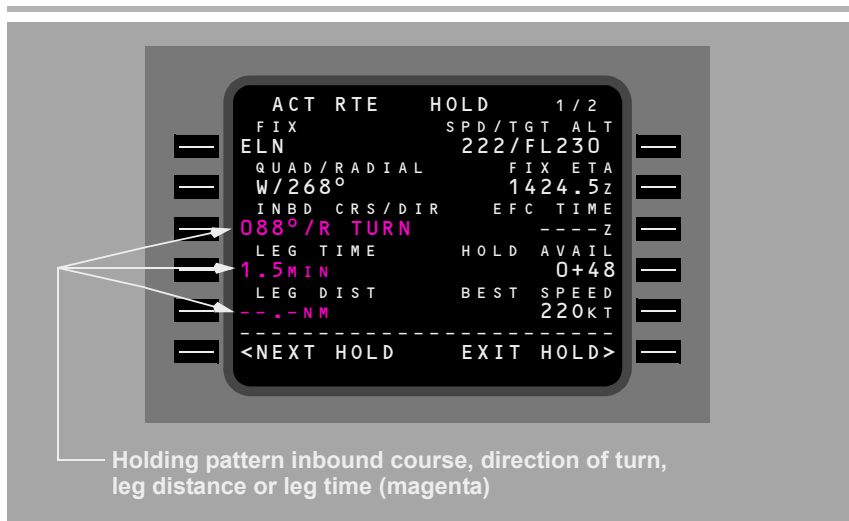 ACT RTE HOLD 1/2
FIX SPD/TGT ALT
ELN 222/FL230
QUAD/RADIAL FIX ETA
W/268° 1424.5z
INBD CRS/DIR EFC TIME
088°/R TURN ----z
LEG TIME HOLD AVAIL
1.5MIN 0+48
LEG DIST BEST SPEED
--.-NM 220KT
----------------------
<NEXT HOLD EXIT HOLD>
Holding pattern inbound course, direction of turn,
leg distance or leg time (magenta)